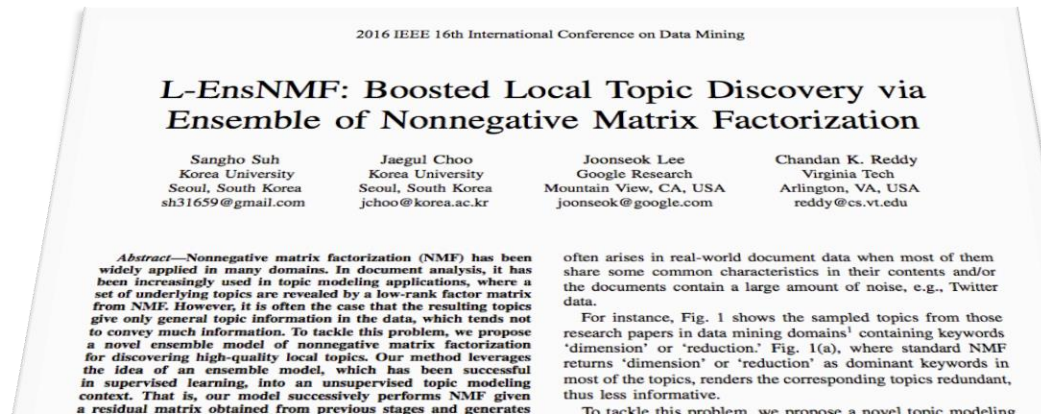 2016 IEEE 16th International Conference on Data Mining
L-EnsNMF: Boosted Local Topic Discovery via
Ensemble of Nonnegative Matrix Factorization
Sangho Suh
Korea University
Seoul, South Korea
sh31659@gmail.com
Jaegul Choo
Korea University
Seoul, South Korea
jchoo@korea.ac.kr
Joonseok Lee
Google Research
Mountain View, CA, USA
joonseok@google.com
Chandan K. Reddy
Virginia Tech
Arlington, VA, USA
reddy@cs.vt.edu
Abstract—Nonnegative matrix factorization (NMF) has been
widely applied in many domains. In document analysis, it has
been increasingly used in topic modeling applications, where a
set of underlying topics are revealed by a low-rank factor matrix
from NMF. However, it is often the case that the resulting topics
give only general topic information in the data, which tends not
to convey much information. To tackle this problem, we propose
a novel ensemble model of nonnegative matrix factorization
for discovering high-quality local topics. Our method leverages
the idea of an ensemble model, which has been successful
in supervised learning, into an unsupervised topic modeling
context. That is, our model successively performs NMF given
a residual matrix obtained from previous stages and generates
often arises in real-world document data when most of them
share some common characteristics in their contents and/or
the documents contain a large amount of noise, e.g., Twitter
data.
For instance, Fig. 1 shows the sampled topics from those
research papers in data mining domains¹ containing keywords
‘dimension’ or ‘reduction.’ Fig. 1(a), where standard NMF
returns ‘dimension’ or ‘reduction’ as dominant keywords in
most of the topics, renders the corresponding topics redundant,
thus less informative.
To tackle this problem, we propose a novel topic modeling